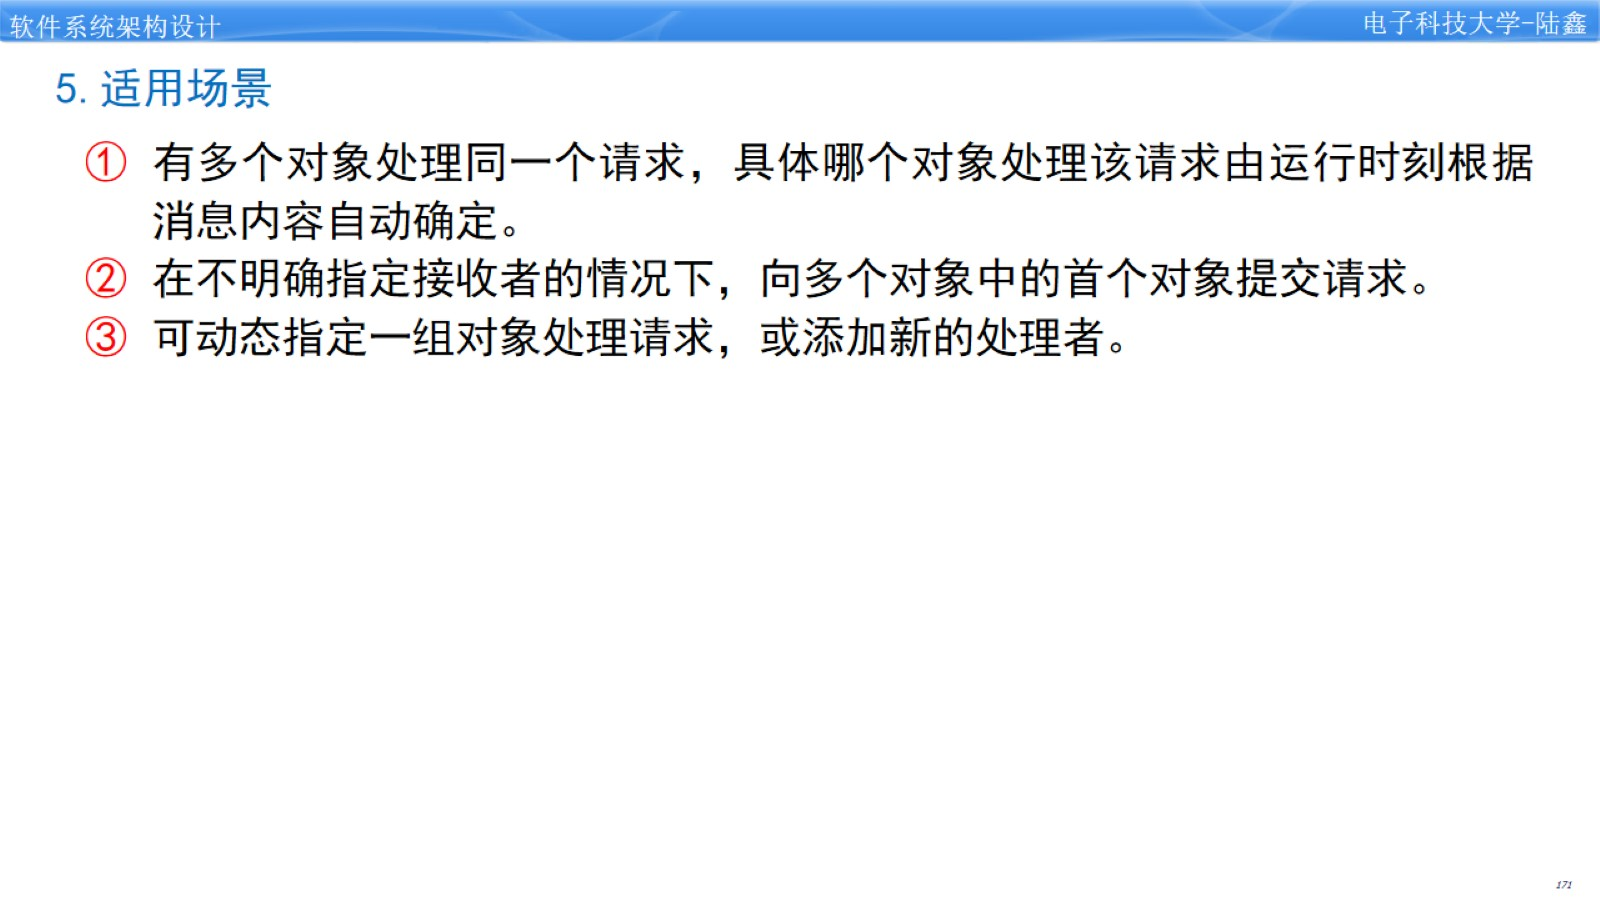 软件系统架构设计
电子科技大学-陆鑫
5. 适用场景
① 有多个对象处理同一个请求，具体哪个对象处理该请求由运行时刻根据
消息内容自动确定。
② 在不明确指定接收者的情况下，向多个对象中的首个对象提交请求。
③ 可动态指定一组对象处理请求，或添加新的处理者。
171